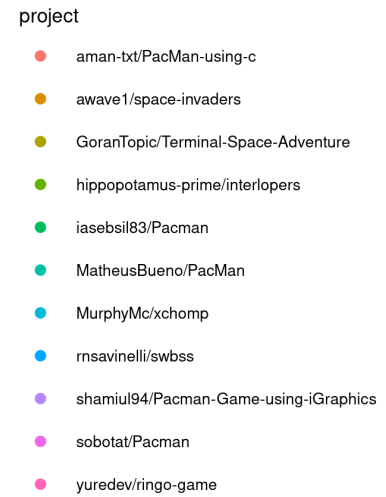 project
aman-txt/PacMan-using-c
awave1/space-invaders
GoranTopic/Terminal-Space-Adventure
hippopotamus-prime/interlopers
iasebsil83/Pacman
MatheusBueno/PacMan
MurphyMc/xchomp
rnsavinelli/swbss
shamiul94/Pacman-Game-using-iGraphics
sobotat/Pacman
yuredev/ringo-game